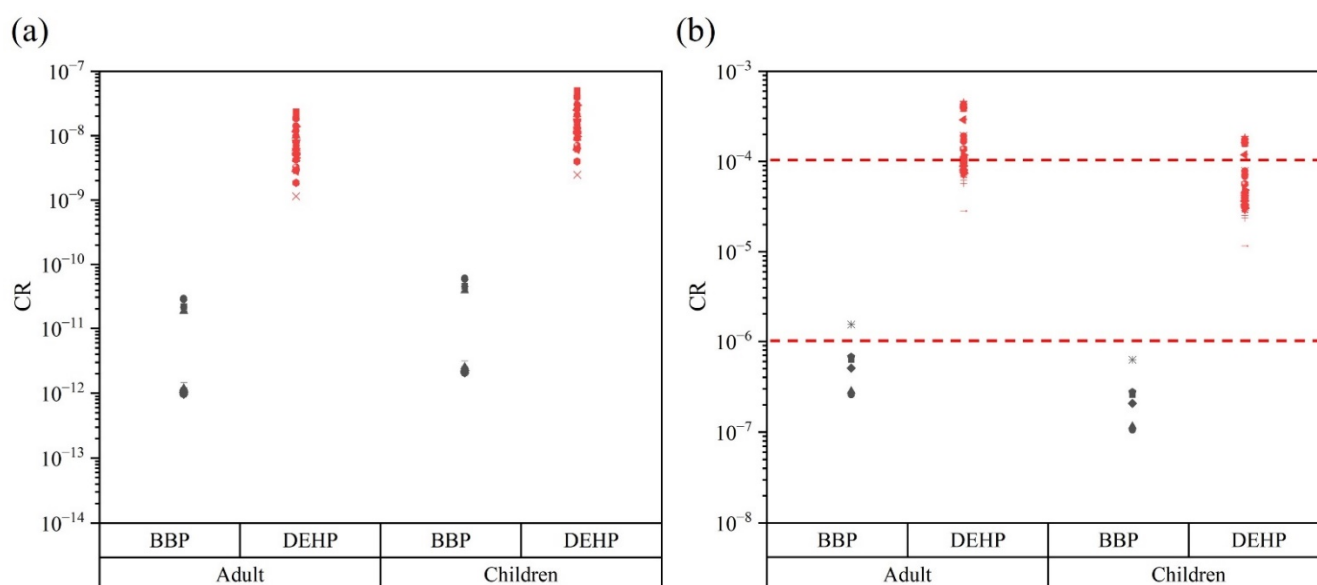 (a)
(b)
10⁻⁷
10⁻⁸
10⁻⁹
10⁻¹⁰
10⁻¹¹
10⁻¹²
10⁻¹³
10⁻¹⁴
CR
BBP DEHP BBP DEHP
Adult Children
10⁻³
10⁻⁴
10⁻⁵
10⁻⁶
10⁻⁷
10⁻⁸
CR
BBP DEHP BBP DEHP
Adult Children